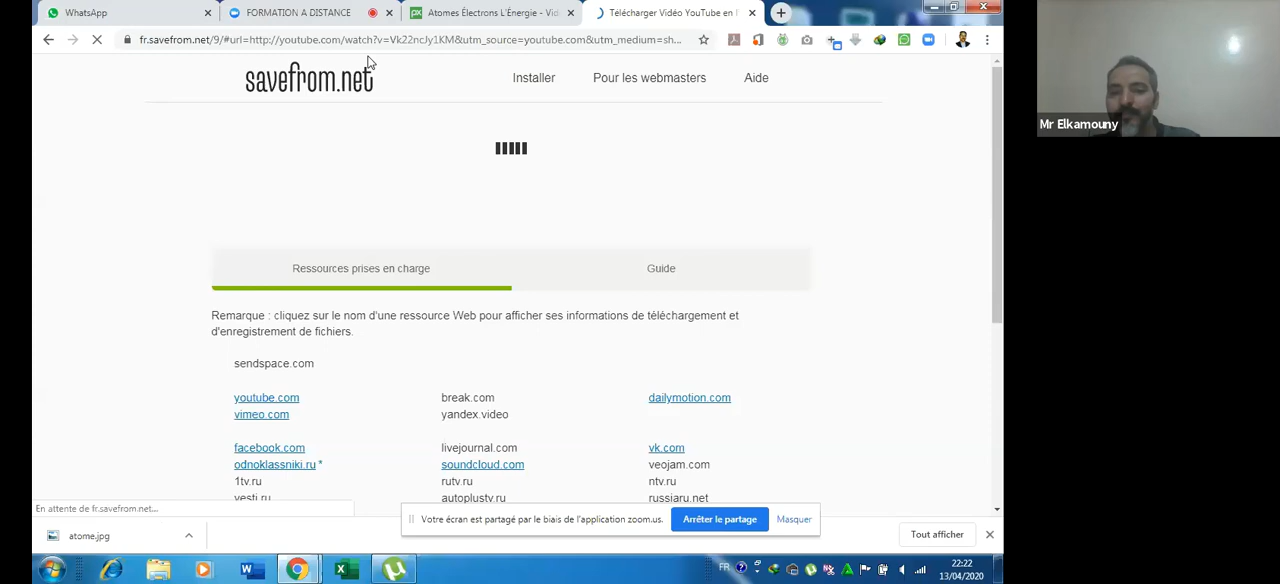 WhatsApp
FORMATION A DISTANCE
Atomes Électrons L'Énergie - Vid
Télécharger Vidéo YouTube en l
fr.savefrom.net/9/#url=http://youtube.com/watch?v=Vk22ncJy1KM&utm_source=youtube.com&utm_medium=sh...
savefrom.net
Installer
Pour les webmasters
Aide
Mr Elkamouny
Ressources prises en charge
Guide
Remarque : cliquez sur le nom d'une ressource Web pour afficher ses informations de téléchargement et
d'enregistrement de fichiers.
sendspace.com
youtube.com
break.com
dailymotion.com
vimeo.com
yandex.video
facebook.com
livejournal.com
vk.com
odnoklassniki.ru *
soundcloud.com
veojam.com
1tv.ru
rutv.ru
ntv.ru
vesti.ru
autoplustv.ru
russiaru.net
En attente de fr.savefrom.net...
Votre écran est partagé par le biais de l'application zoom.us.
Arrêter le partage
Masquer
atome.jpg
Tout afficher
FR
22:22
13/04/2020